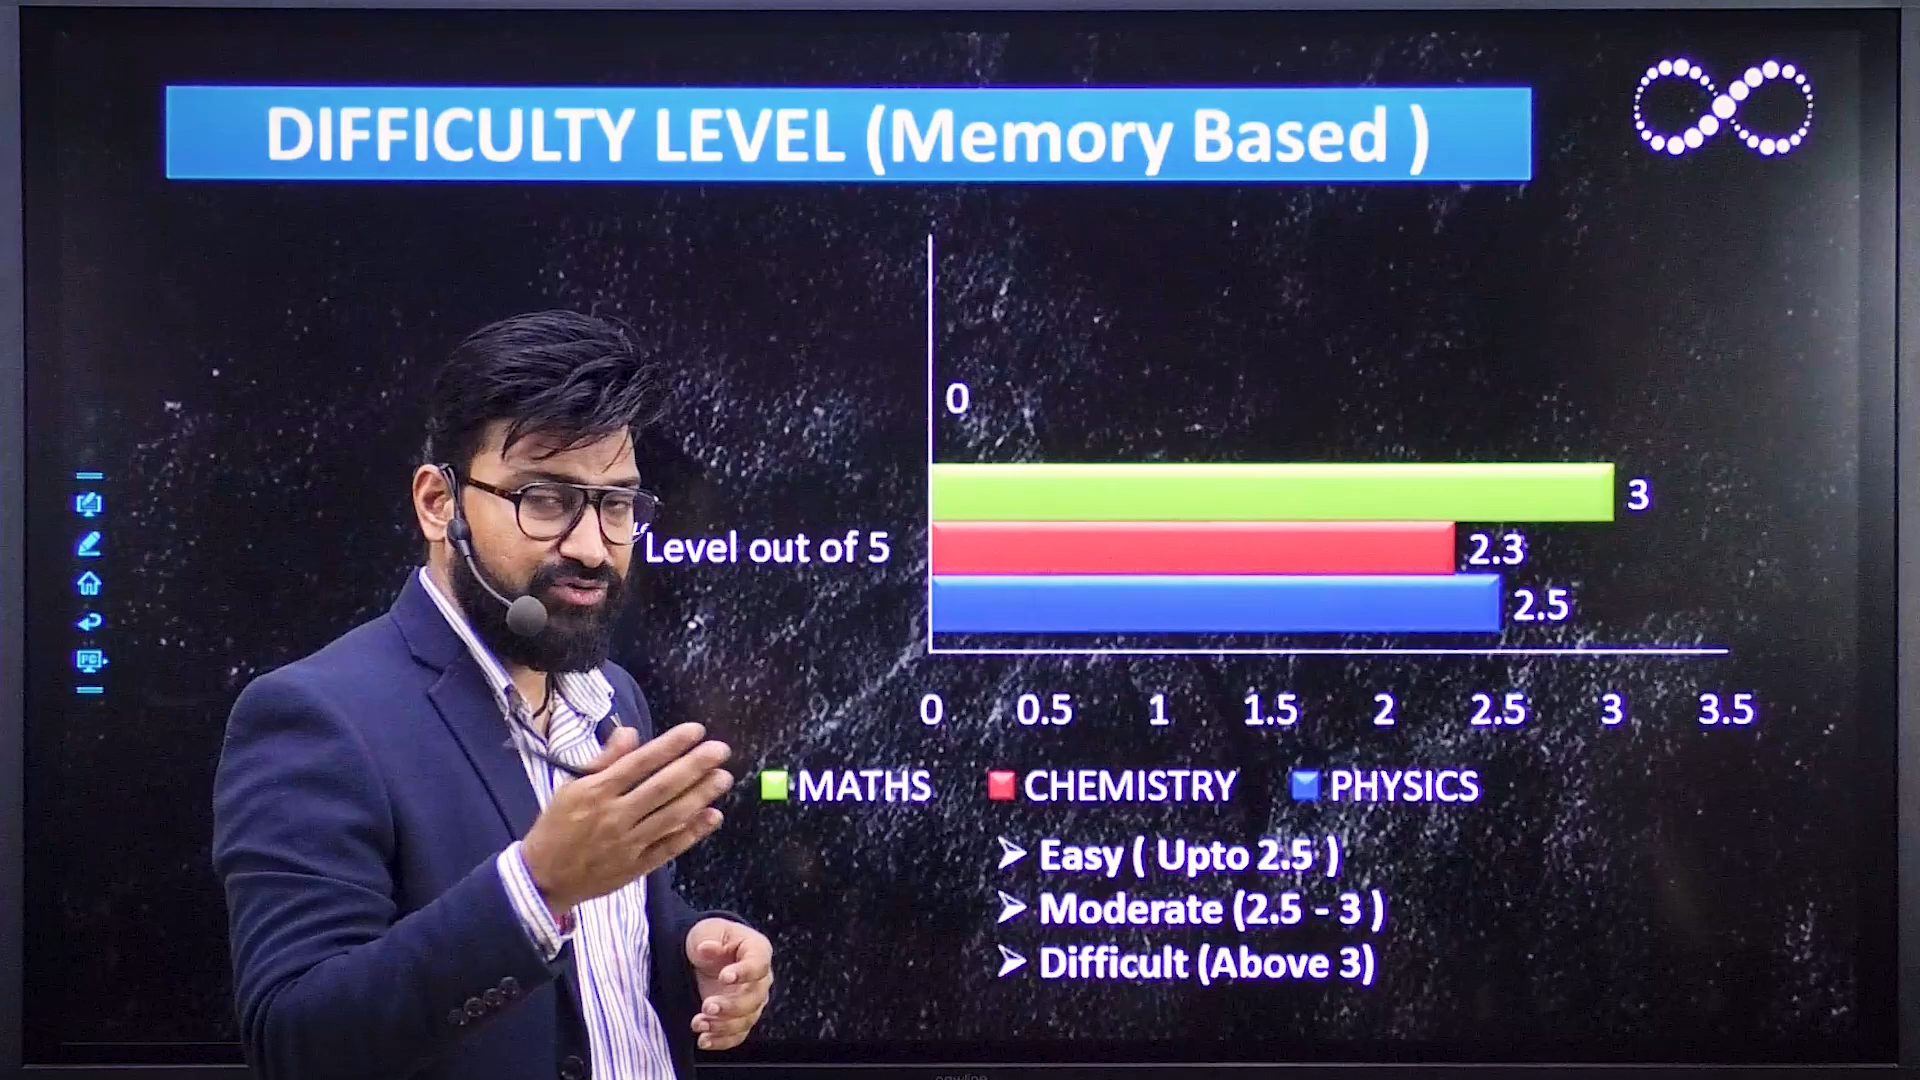 DIFFICULTY LEVEL (Memory Based )
0
3
Level out of 5
2.3
2.5
0 0.5 1 1.5 2 2.5 3 3.5
MATHS CHEMISTRY PHYSICS
Easy ( Upto 2.5 )
Moderate (2.5 - 3 )
Difficult (Above 3)